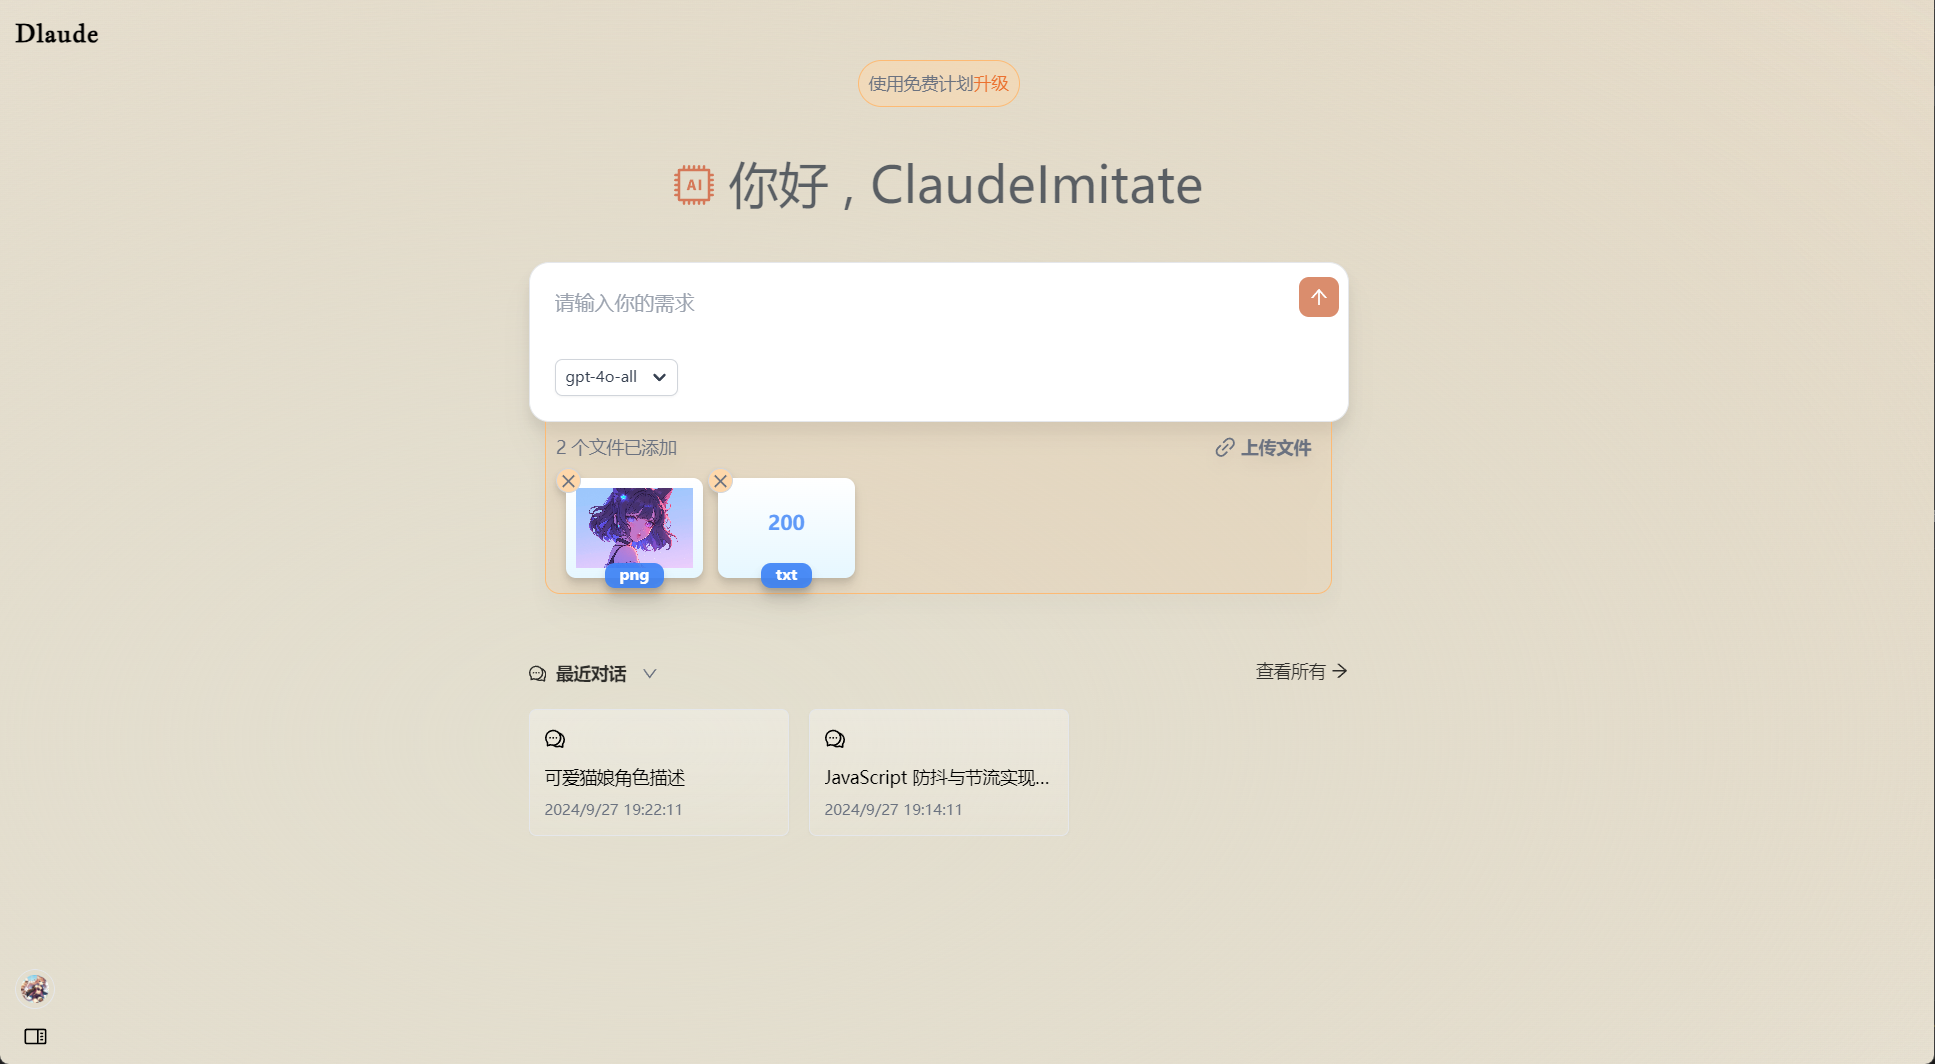 Dlaude
使用免费计划升级
AI 你好 , ClaudeImitate
请输入你的需求
gpt-4o-all
2 个文件已添加
上传文件
200
png
txt
最近对话
查看所有
可爱猫娘角色描述
2024/9/27 19:22:11
JavaScript 防抖与节流实现...
2024/9/27 19:14:11